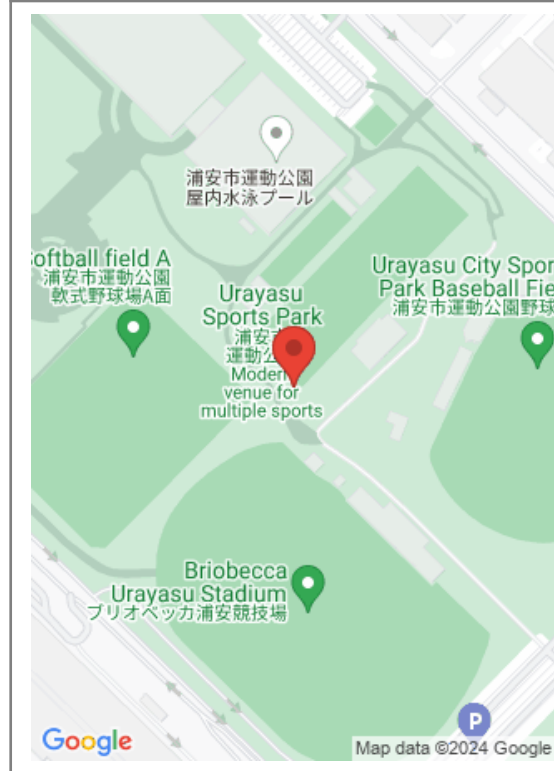 浦安市運動公園
屋内水泳プール
oftball field A
浦安市運動公園
軟式野球場A面
Urayasu City Spor
Park Baseball Fie
浦安市運動公園野球
Urayasu
Sports Park
浦安市
運動公
Modern
venue for
multiple sports
Briobecca
Urayasu Stadium
ブリオベッカ浦安競技場
P
Google
Map data ©2024 Google